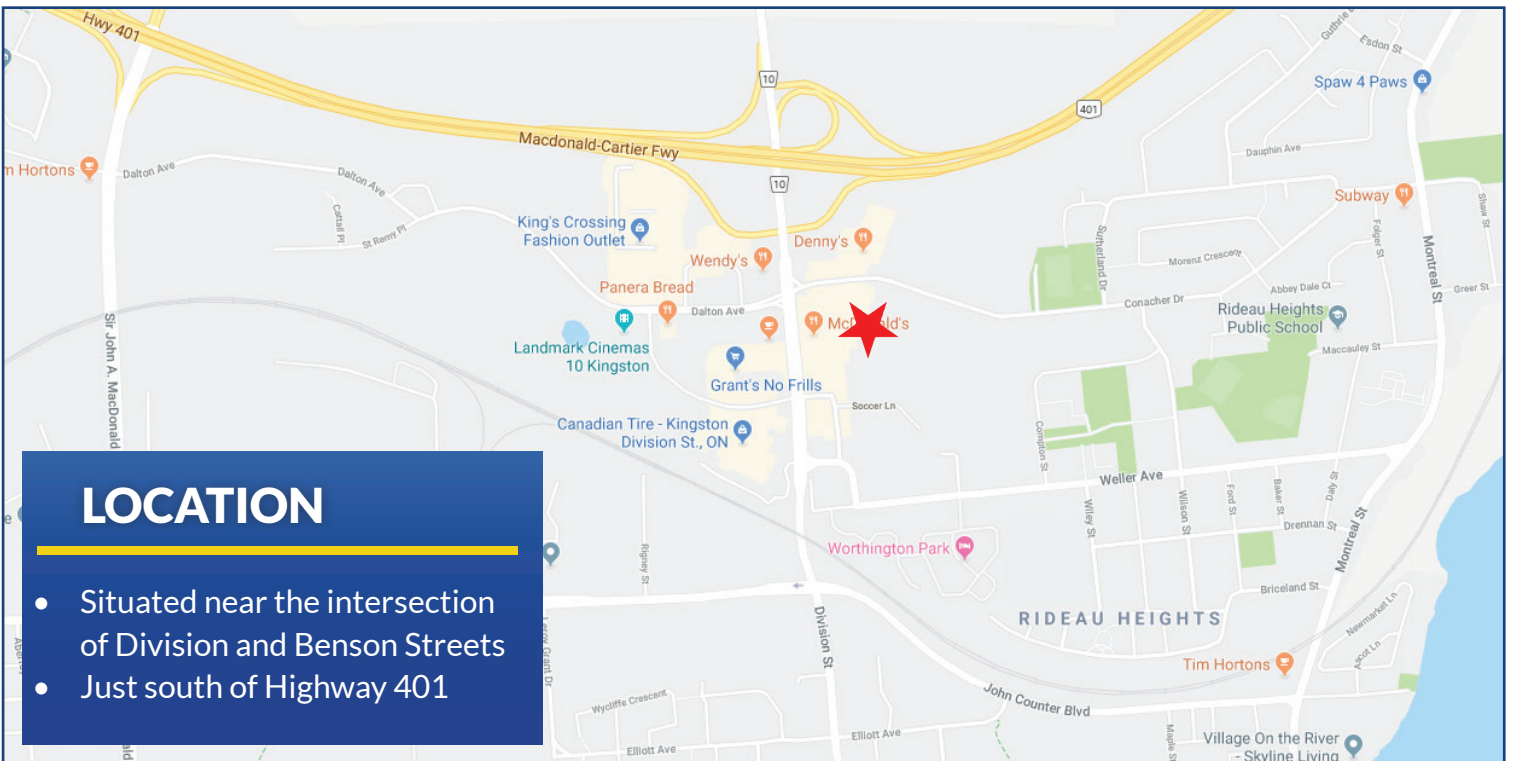 Hwy 401
Guthrie
Esdon St
Spaw 4 Paws
10
401
Macdonald-Cartier Fwy
Dauphin Ave
m Hortons
Dalton Ave
Dalton Ave
10
Subway
Cattail Pl
St Remy Pl
King's Crossing
Fashion Outlet
Denny's
Wendy's
Sutherland Dr
Folger St
Shaw St
Morenz Crescent
Montreal St
Panera Bread
Abbey Dale Ct
Greer St
Conacher Dr
Dalton Ave
Rideau Heights
Public School
Landmark Cinemas
10 Kingston
Maccauley St
Sir John A. MacDonald
Grant's No Frills
Soccer Ln
Canadian Tire - Kingston
Division St., ON
Compton St
Weller Ave
Wiley St
Wilson St
Ford St
Baker St
Daly St
Drennan St
Montreal St
LOCATION
• Situated near the intersection
of Division and Benson Streets
• Just south of Highway 401
Rigney St
Worthington Park
Briceland St
Newmarket Ln
Ascot Ln
RIDEAU HEIGHTS
Division St
Leroy Grant Dr
Tim Hortons
John Counter Blvd
Wycliffe Crescent
Elliott Ave
Elliott Ave
Maple St
Village On the River
- Skyline Living